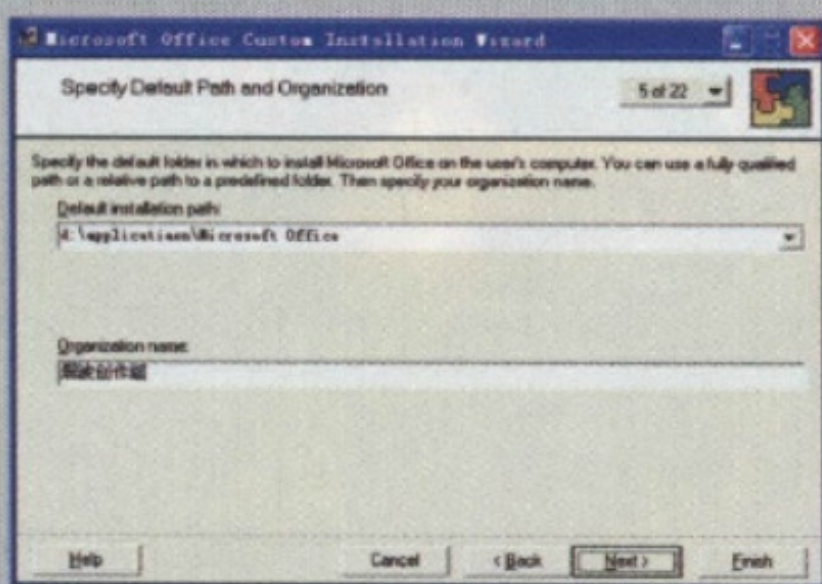 Microsoft Office Custom Installation Wizard
Specify Default Path and Organization
5 of 22
Specify the default folder in which to install Microsoft Office on the user's computer. You can use a fully qualified
path or a relative path to a predefined folder. Then specify your organization name.
Default installation path:
d:\applications\Microsoft Office
Organization name:
创作组
Help
Cancel
< Back
Next >
Finish